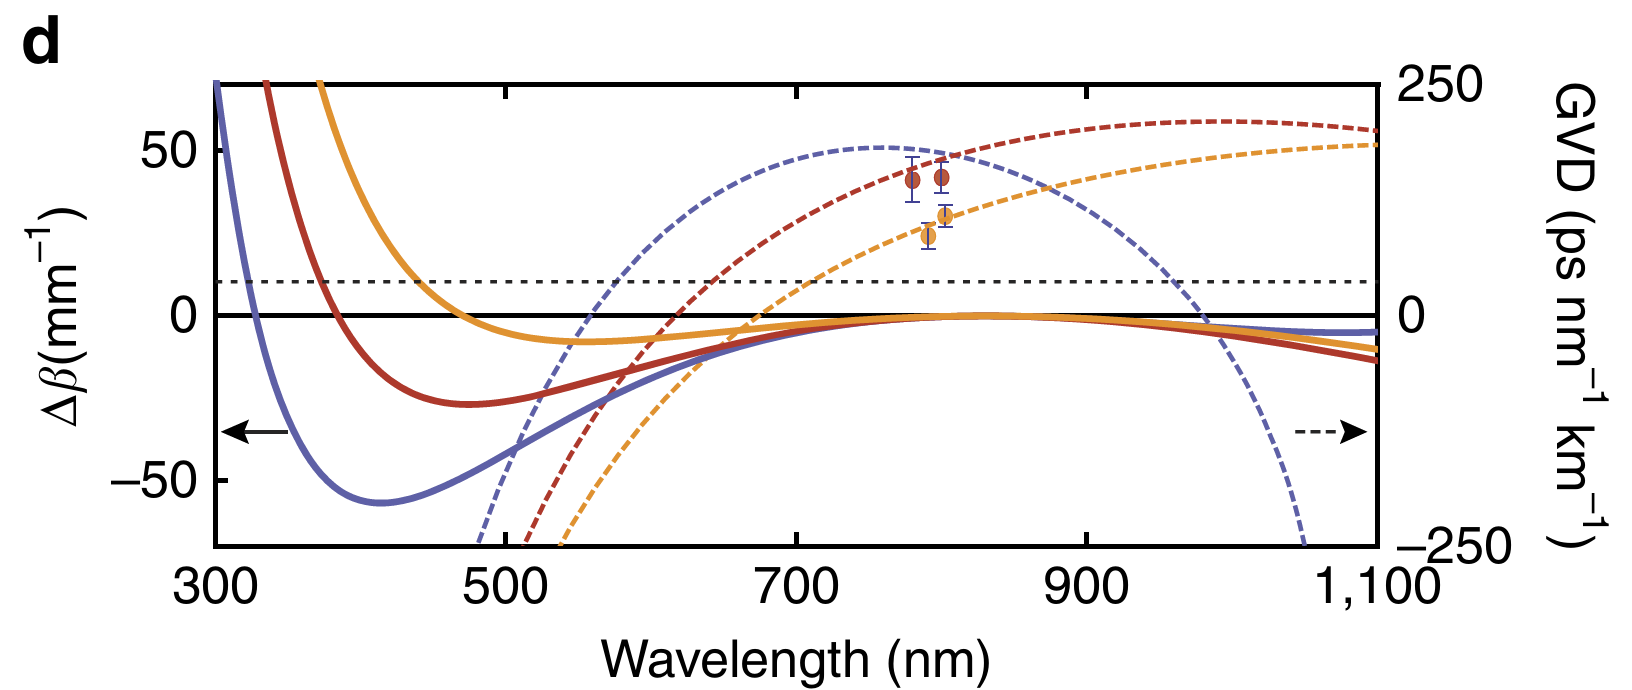 d
250
50
0
0
–50
–250
Δβ(mm⁻¹)
GVD (ps nm⁻¹ km⁻¹)
300
500
700
900
1,100
Wavelength (nm)